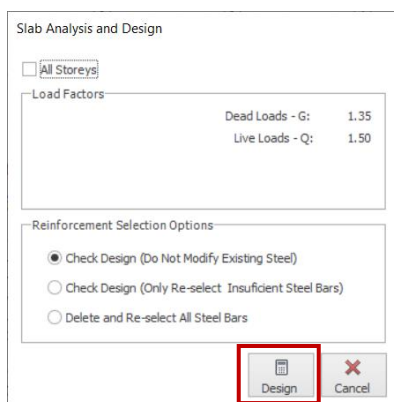 Slab Analysis and Design
All Storeys
Load Factors
Dead Loads - G: 1.35
Live Loads - Q: 1.50
Reinforcement Selection Options
Check Design (Do Not Modify Existing Steel)
Check Design (Only Re-select Insuficient Steel Bars)
Delete and Re-select All Steel Bars
Design Cancel